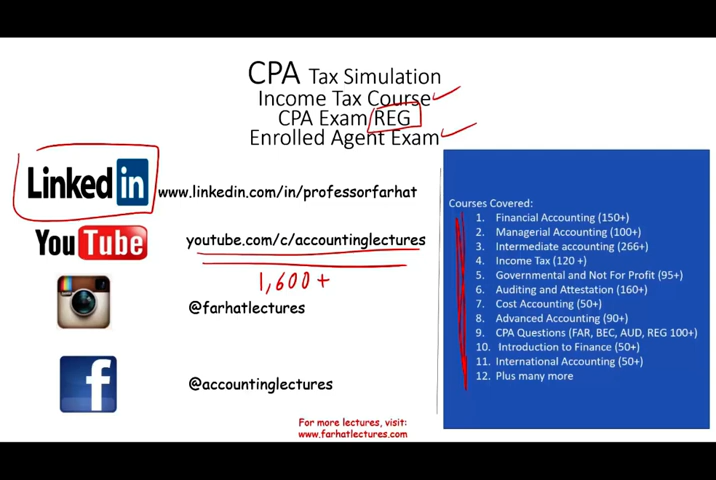 CPA Tax Simulation
Income Tax Course
CPA Exam REG
Enrolled Agent Exam
Linked in
www.linkedin.com/in/professorfarhat
You Tube
youtube.com/c/accountinglectures
1,600+
@farhatlectures
f
@accountinglectures
For more lectures, visit:
www.farhatlectures.com
Courses Covered:
1. Financial Accounting (150+)
2. Managerial Accounting (100+)
3. Intermediate accounting (266+)
4. Income Tax (120 +)
5. Governmental and Not For Profit (95+)
6. Auditing and Attestation (160+)
7. Cost Accounting (50+)
8. Advanced Accounting (90+)
9. CPA Questions (FAR, BEC, AUD, REG 100+)
10. Introduction to Finance (50+)
11. International Accounting (50+)
12. Plus many more